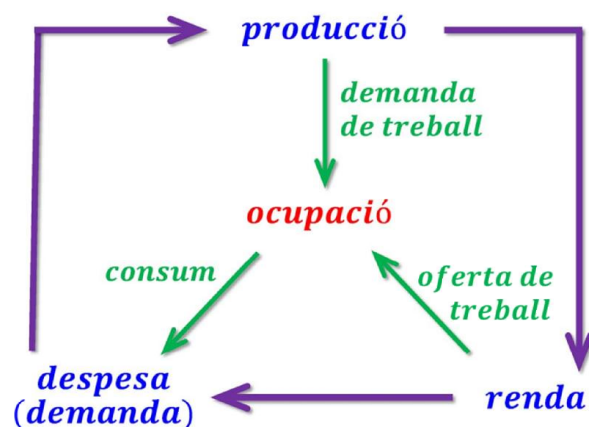 producció
demanda
de treball
ocupació
consum
oferta de
treball
despesa
(demanda)
renda